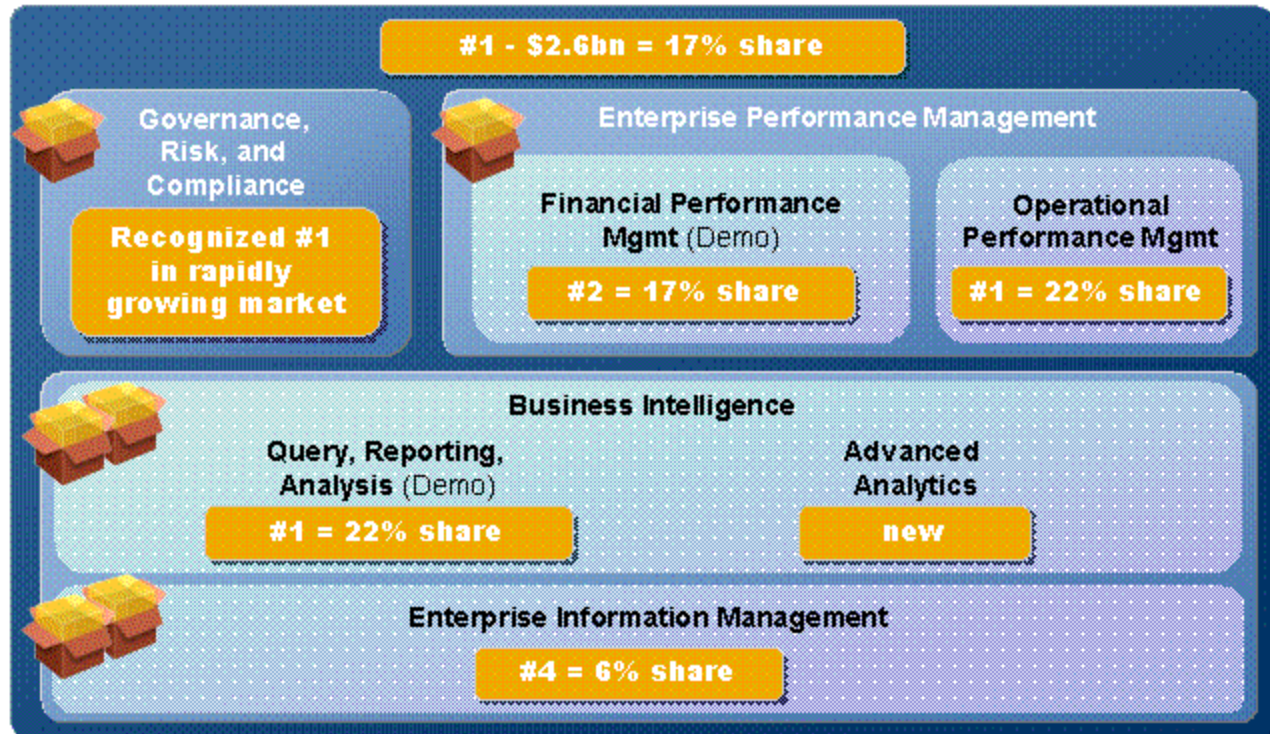 #1 - $2.6bn = 17% share
Governance,
Risk, and
Compliance
Recognized #1
in rapidly
growing market
Enterprise Performance Management
Financial Performance
Mgmt (Demo)
#2 = 17% share
Operational
Performance Mgmt
#1 = 22% share
Business Intelligence
Query, Reporting,
Analysis (Demo)
#1 = 22% share
Advanced
Analytics
new
Enterprise Information Management
#4 = 6% share